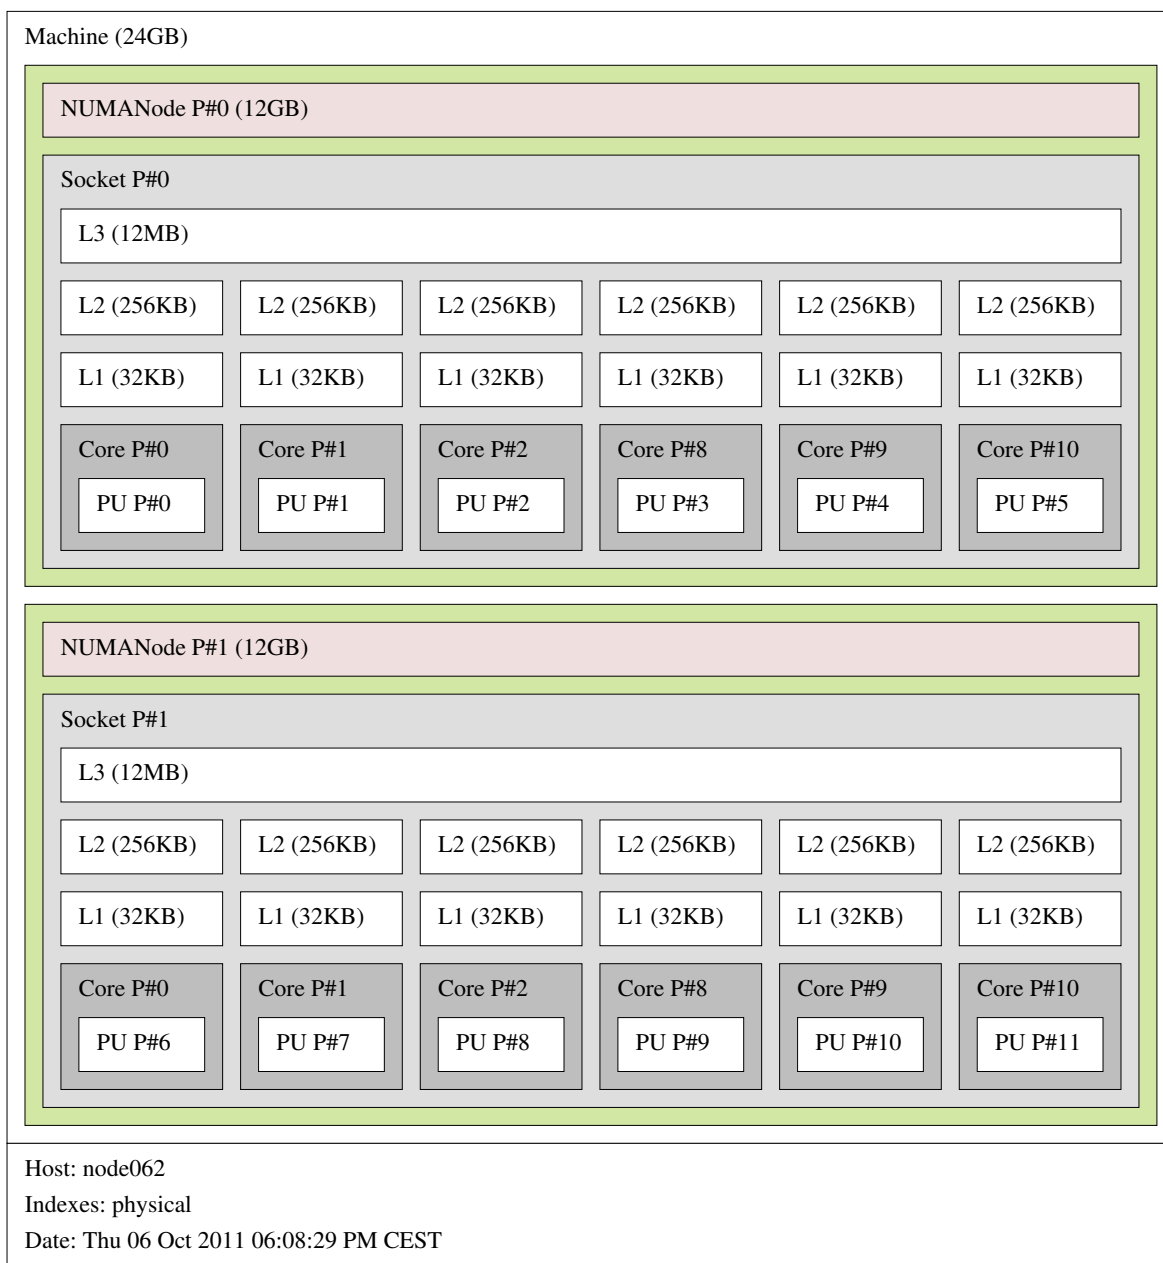 Machine (24GB)
NUMANode P#0 (12GB)
Socket P#0
L3 (12MB)
L2 (256KB) L2 (256KB) L2 (256KB) L2 (256KB) L2 (256KB) L2 (256KB)
L1 (32KB) L1 (32KB) L1 (32KB) L1 (32KB) L1 (32KB) L1 (32KB)
Core P#0 Core P#1 Core P#2 Core P#8 Core P#9 Core P#10
PU P#0 PU P#1 PU P#2 PU P#3 PU P#4 PU P#5
NUMANode P#1 (12GB)
Socket P#1
L3 (12MB)
L2 (256KB) L2 (256KB) L2 (256KB) L2 (256KB) L2 (256KB) L2 (256KB)
L1 (32KB) L1 (32KB) L1 (32KB) L1 (32KB) L1 (32KB) L1 (32KB)
Core P#0 Core P#1 Core P#2 Core P#8 Core P#9 Core P#10
PU P#6 PU P#7 PU P#8 PU P#9 PU P#10 PU P#11
Host: node062
Indexes: physical
Date: Thu 06 Oct 2011 06:08:29 PM CEST